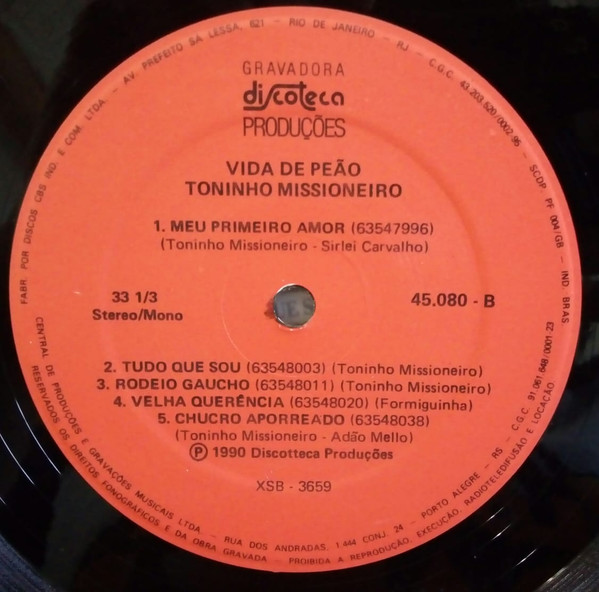 GRAVADORA
discoteca
PRODUÇÕES
VIDA DE PEÃO
TONINHO MISSIONEIRO
1. MEU PRIMEIRO AMOR (63547996)
(Toninho Missioneiro - Sirlei Carvalho)
33 1/3
Stereo/Mono
45.080 - B
2. TUDO QUE SOU (63548003) (Toninho Missioneiro)
3. RODEIO GAUCHO (63548011) (Toninho Missioneiro)
4. VELHA QUERÊNCIA (63548020) (Formiguinha)
5. CHUCRO APORREADO (63548038)
(Toninho Missioneiro - Adão Mello)
Ⓟ 1990 Discotteca Produções
XSB - 3659
FABR. POR DISCOS CBS IND. E COM. LTDA. - AV. PREFEITO SA LESSA, 621 - RIO DE JANEIRO - RJ - C.G.C. 43.203.520/0002-95 - SCDP. PF 004/GB - IND. BRAS
CENTRAL DE PRODUÇÕES E GRAVAÇÕES MUSICAIS LTDA. - RUA DOS ANDRADAS, 1.444 CONJ. 24 - PORTO ALEGRE - RS - C.G.C. 91.061.648/0001-23
RESERVADOS OS DIREITOS FONOGRÁFICOS E DA OBRA GRAVADA - PROIBIDA A REPRODUÇÃO, EXECUÇÃO, RADIOTELEDIFUSÃO E LOCAÇÃO